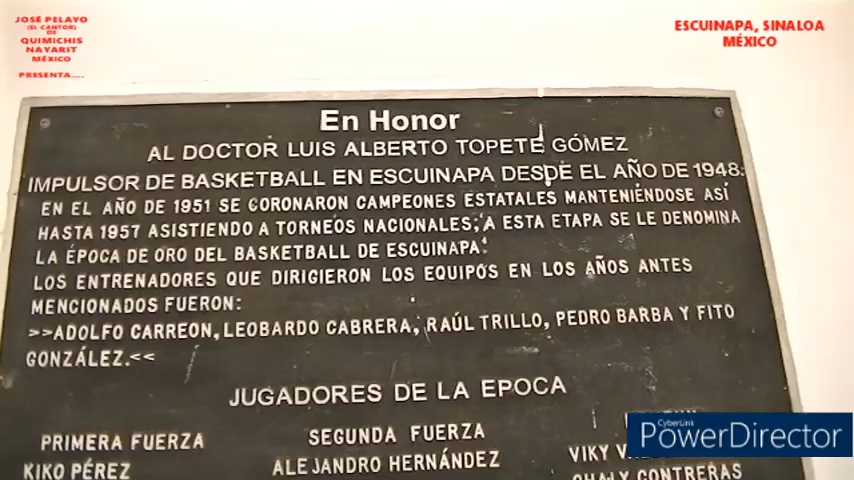 JOSÉ PELAYO
(EL CANTOR)
DE
QUIMICHIS
NAYARIT
MÉXICO
PRESENTA.....
ESCUINAPA, SINALOA
MÉXICO
En Honor
AL DOCTOR LUIS ALBERTO TOPETE GÓMEZ
IMPULSOR DE BASKETBALL EN ESCUINAPA DESDE EL AÑO DE 1948.
EN EL AÑO DE 1951 SE CORONARON CAMPEONES ESTATALES MANTENIÉNDOSE ASÍ
HASTA 1957 ASISTIENDO A TORNEOS NACIONALES; A ESTA ETAPA SE LE DENOMINA
LA ÉPOCA DE ORO DEL BASKETBALL DE ESCUINAPA.
LOS ENTRENADORES QUE DIRIGIERON LOS EQUIPOS EN LOS AÑOS ANTES
MENCIONADOS FUERON:
>>ADOLFO CARREON, LEOBARDO CABRERA, RAÚL TRILLO, PEDRO BARBA Y FITO
GONZÁLEZ.<<
JUGADORES DE LA EPOCA
PRIMERA FUERZA
SEGUNDA FUERZA
KIKO PÉREZ
ALEJANDRO HERNÁNDEZ
VIKY
CONTRERAS
CyberLink
PowerDirector